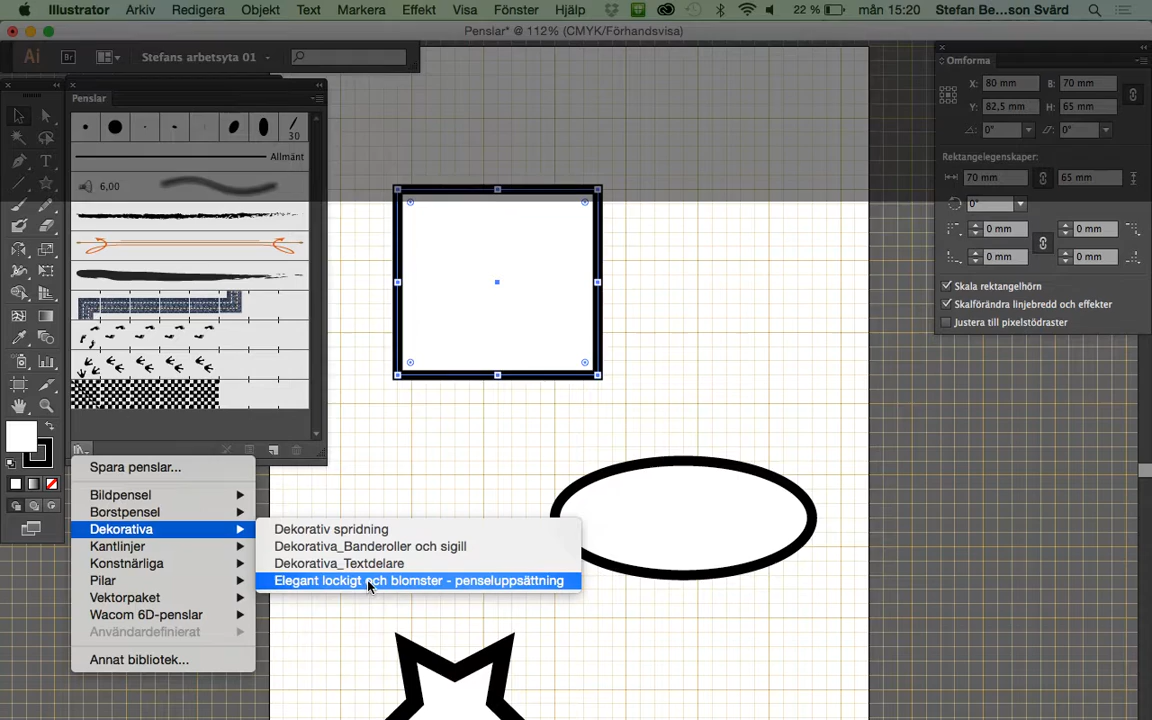 Illustrator Arkiv Redigera Objekt Text Markera Effekt Visa Fönster Hjälp 22 % mån 15:20 Stefan Be...son Svärd
Penslar* @ 112% (CMYK/Förhandsvisa)
Ai Br Stefans arbetsyta 01
Penslar
30
Allmänt
6,00
Spara penslar...
Bildpensel
Borstpensel
Dekorativa
Kantlinjer
Konstnärliga
Pilar
Vektorpaket
Wacom 6D-penslar
Användardefinierat
Annat bibliotek...
Dekorativ spridning
Dekorativa_Banderoller och sigill
Dekorativa_Textdelare
Elegant lockigt och blomster - penseluppsättning
Omforma
X: 80 mm B: 70 mm
Y: 82,5 mm H: 65 mm
0° 0°
Rektangelegenskaper:
70 mm 65 mm
0°
0 mm 0 mm
0 mm 0 mm
Skala rektangelhörn
Skalförändra linjebredd och effekter
Justera till pixelstödraster